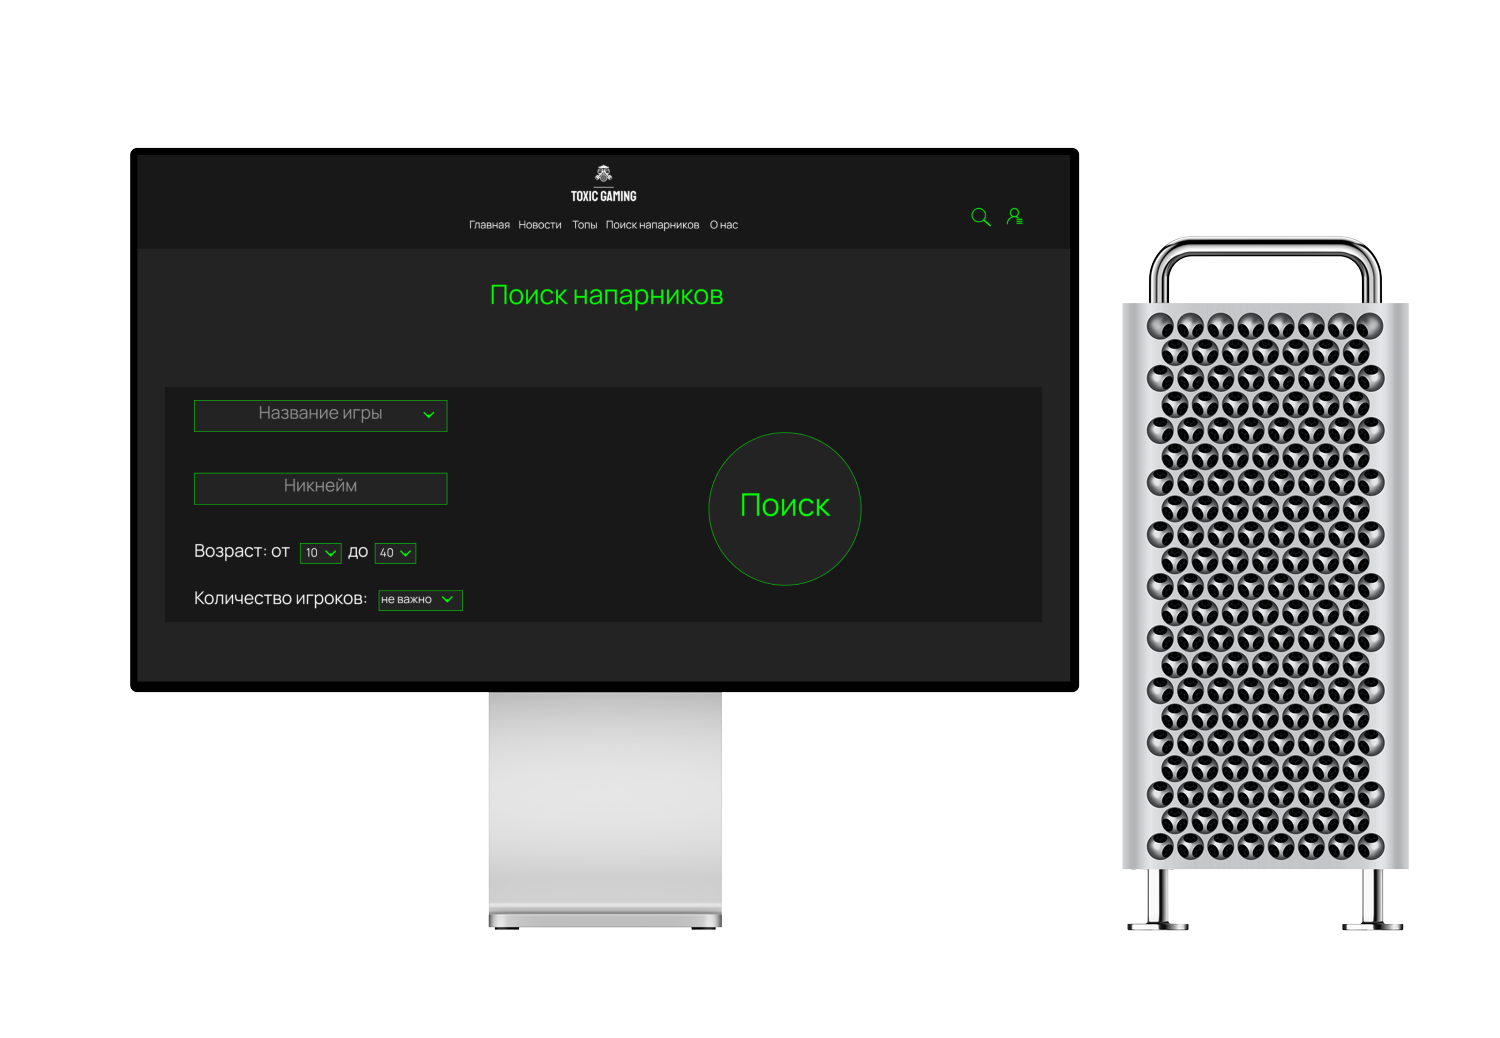 TOXIC GAMING
Главная Новости Топы Поиск напарников О нас
Поиск напарников
Название игры
Никнейм
Поиск
Возраст: от 10 до 40
Количество игроков: не важно